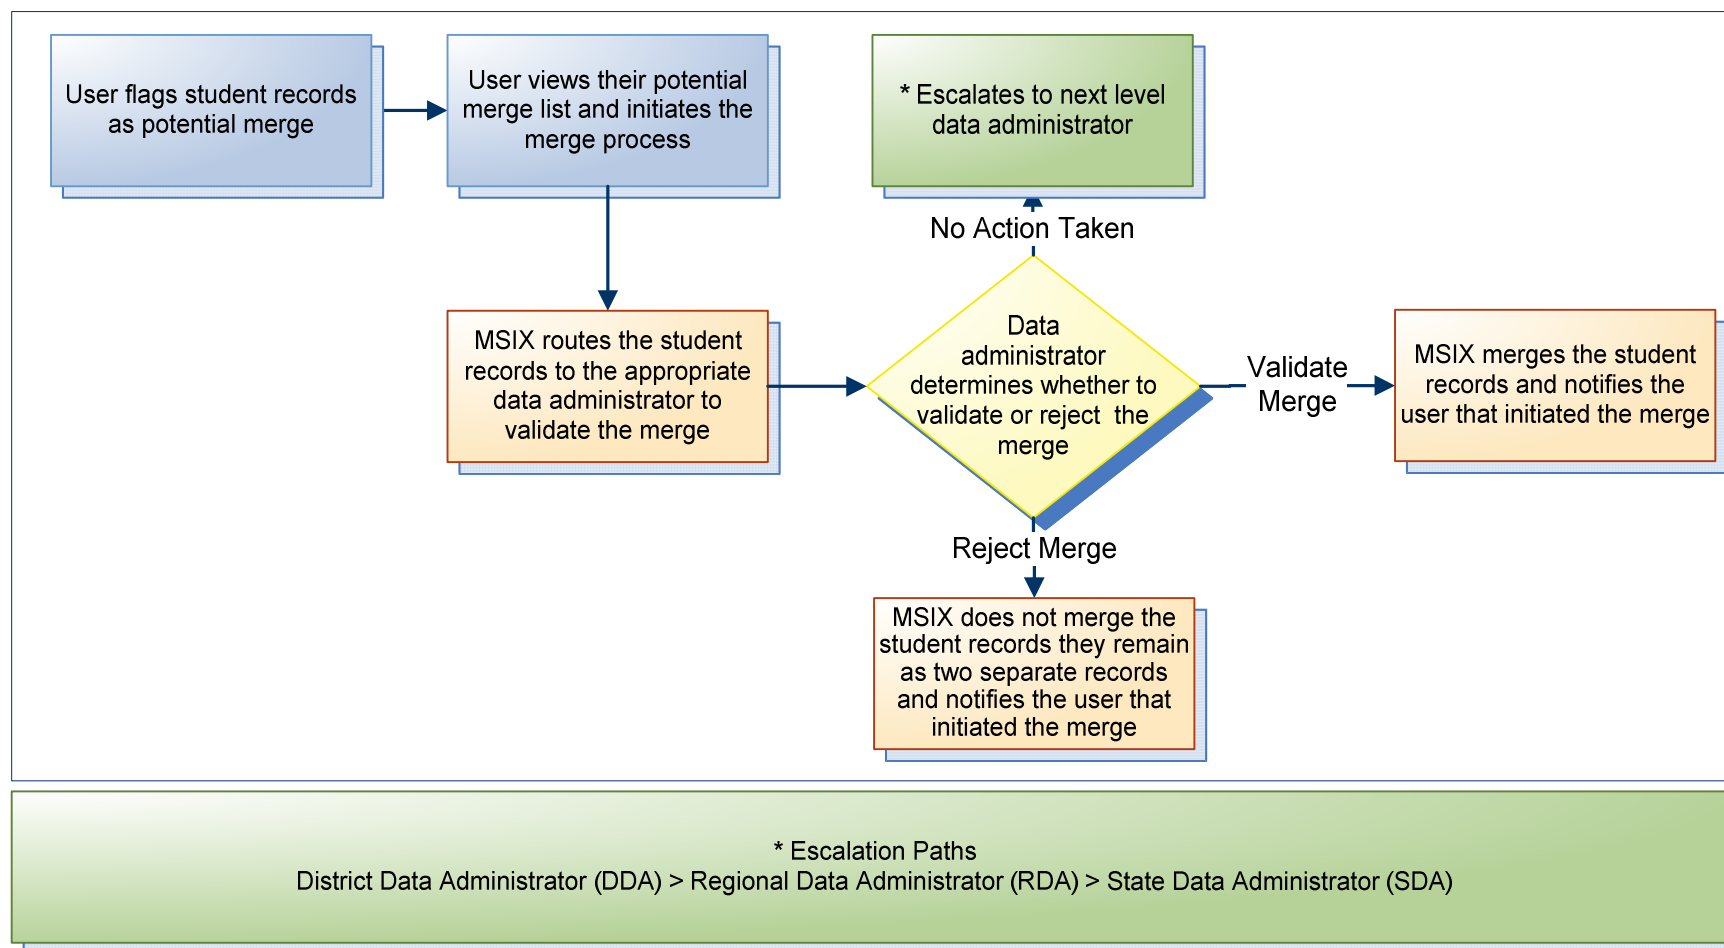 User flags student records
as potential merge
User views their potential
merge list and initiates the
merge process
* Escalates to next level
data administrator
No Action Taken
MSIX routes the student
records to the appropriate
data administrator to
validate the merge
Data
administrator
determines whether to
validate or reject  the
merge
Validate
Merge
MSIX merges the student
records and notifies the
user that initiated the merge
Reject Merge
MSIX does not merge the
student records they remain
as two separate records
and notifies the user that
initiated the merge
* Escalation Paths
District Data Administrator (DDA) > Regional Data Administrator (RDA) > State Data Administrator (SDA)